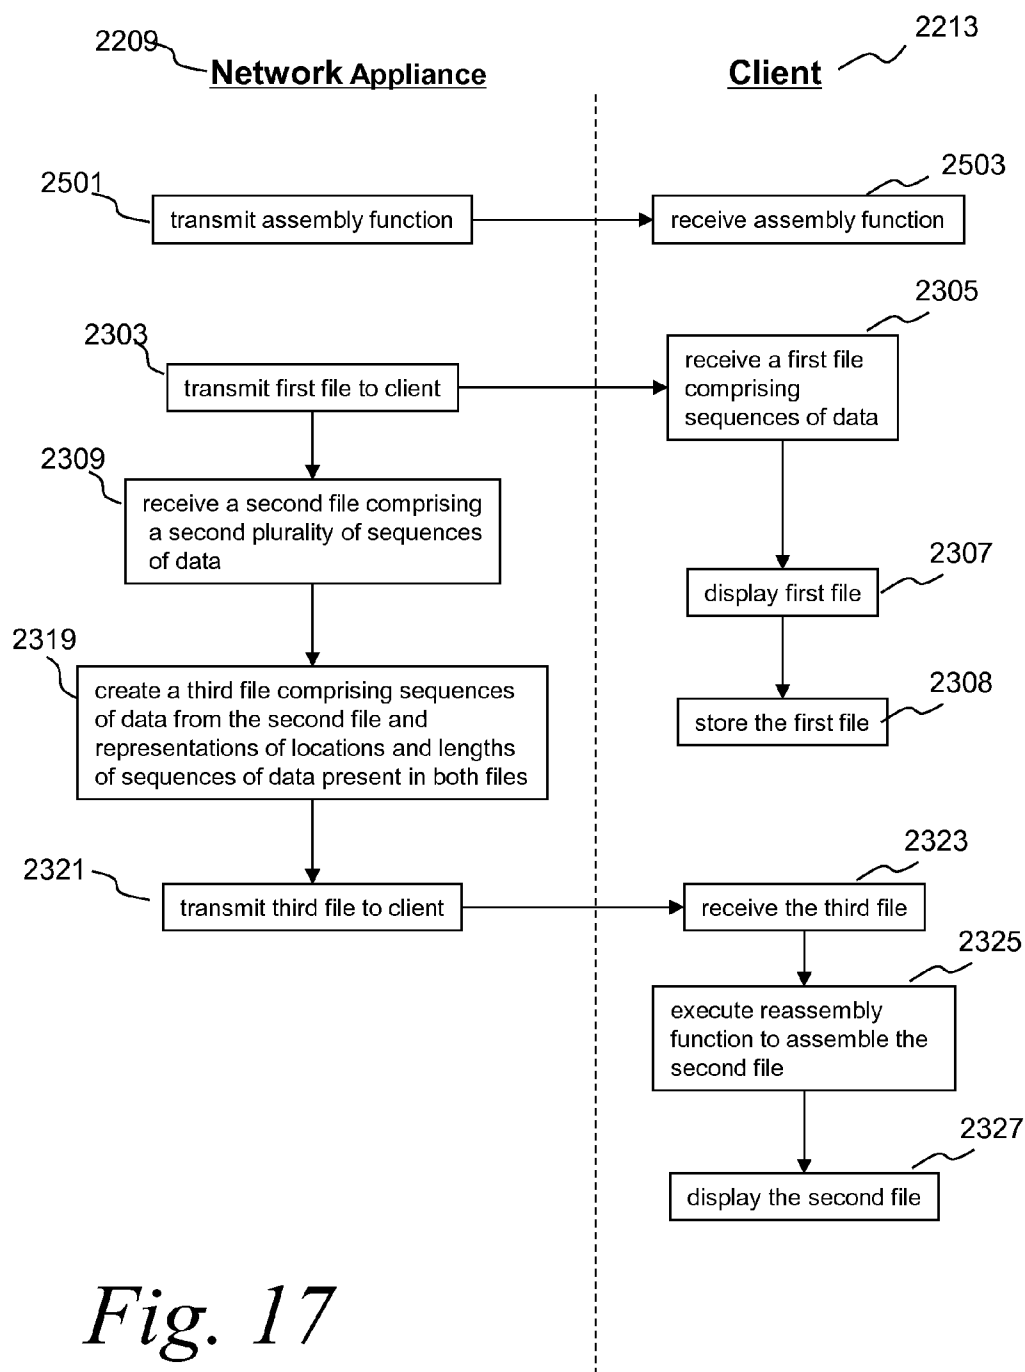 2209
2213
Network Appliance
Client
2501
2503
transmit assembly function
receive assembly function
2303
2305
transmit first file to client
receive a first file
comprising
sequences of data
2309
receive a second file comprising
a second plurality of sequences
of data
2307
display first file
2319
create a third file comprising sequences
of data from the second file and
representations of locations and lengths
of sequences of data present in both files
2308
store the first file
2321
2323
transmit third file to client
receive the third file
2325
execute reassembly
function to assemble the
second file
2327
display the second file
Fig. 17